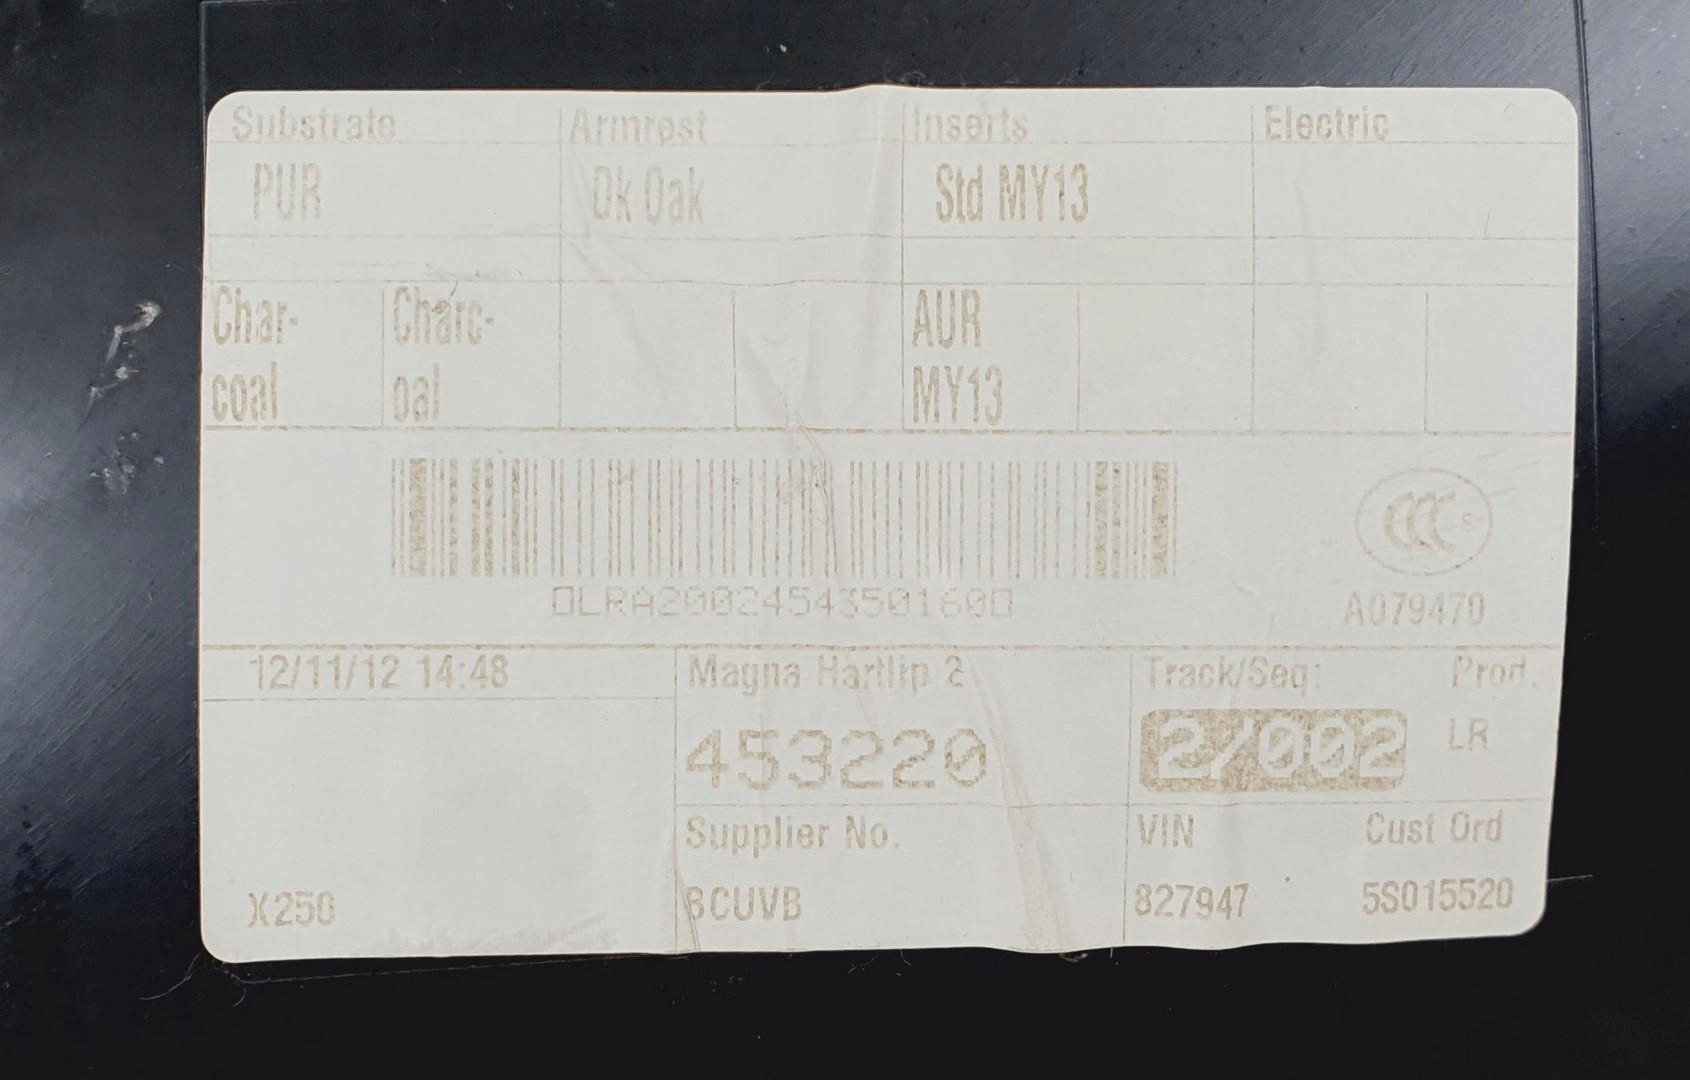 Substrate Armrest Inserts Electric
PUR Dk Oak Std MY13
Char- Charc- AUR
coal oal MY13
CCC S
A079470
12/11/12 14:48 Magna Hartlip 2 Track/Seq: Prod.
453220 2/002 LR
Supplier No. VIN Cust Ord
X250 BCUVB 827947 5S015520